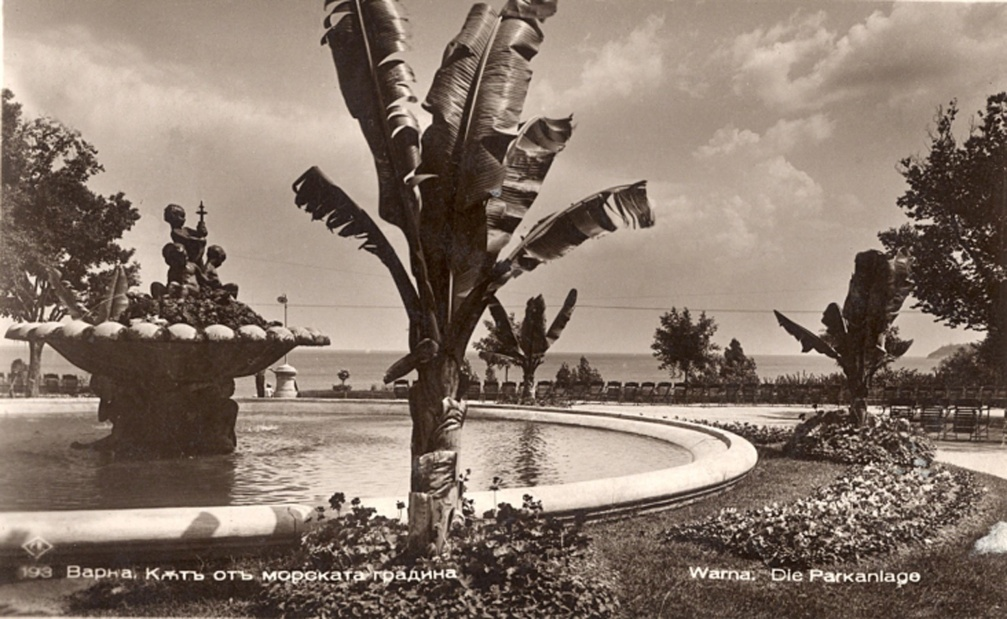 193 Варна. Кѫтъ отъ морската градина
Warna. Die Parkanlage